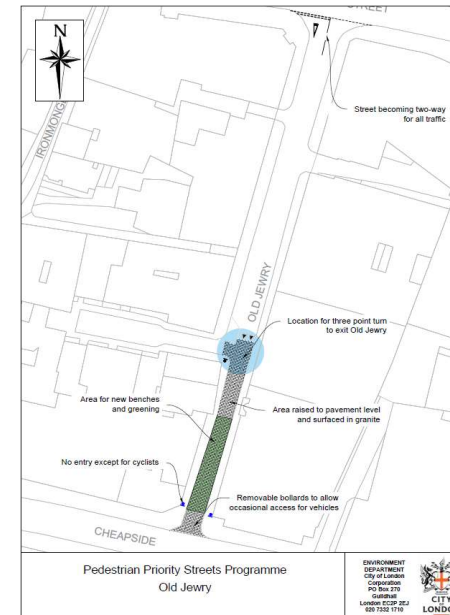 STREET
N
Street becoming two-way
for all traffic
IRONMONG
OLD JEWRY
Location for three point turn
to exit Old Jewry
Area for new benches
and greening
Area raised to pavement level
and surfaced in granite
No entry except for cyclists
Removable bollards to allow
occasional access for vehicles
CHEAPSIDE
Pedestrian Priority Streets Programme
Old Jewry
ENVIRONMENT
DEPARTMENT
City of London
Corporation
PO Box 270
Guildhall
London EC2P 2EJ
020 7332 1710
CITY
LONDON